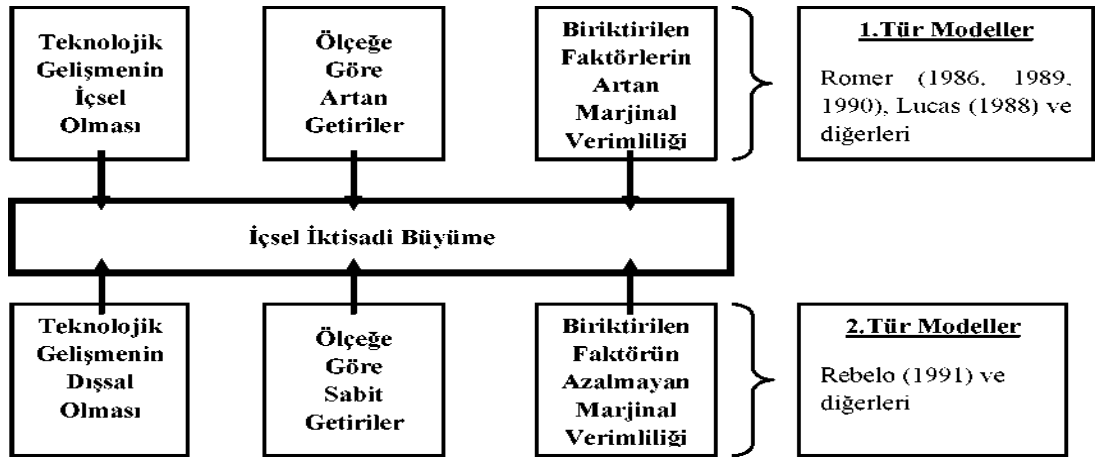 Teknolojik
Gelişmenin
İçsel
Olması
Ölçeğe
Göre
Artan
Getiriler
Biriktirilen
Faktörlerin
Artan
Marjinal
Verimliliği
1.Tür Modeller
Romer (1986, 1989,
1990), Lucas (1988) ve
diğerleri
İçsel İktisadi Büyüme
Teknolojik
Gelişmenin
Dışsal
Olması
Ölçeğe
Göre
Sabit
Getiriler
Biriktirilen
Faktörün
Azalmayan
Marjinal
Verimliliği
2.Tür Modeller
Rebelo (1991) ve
diğerleri